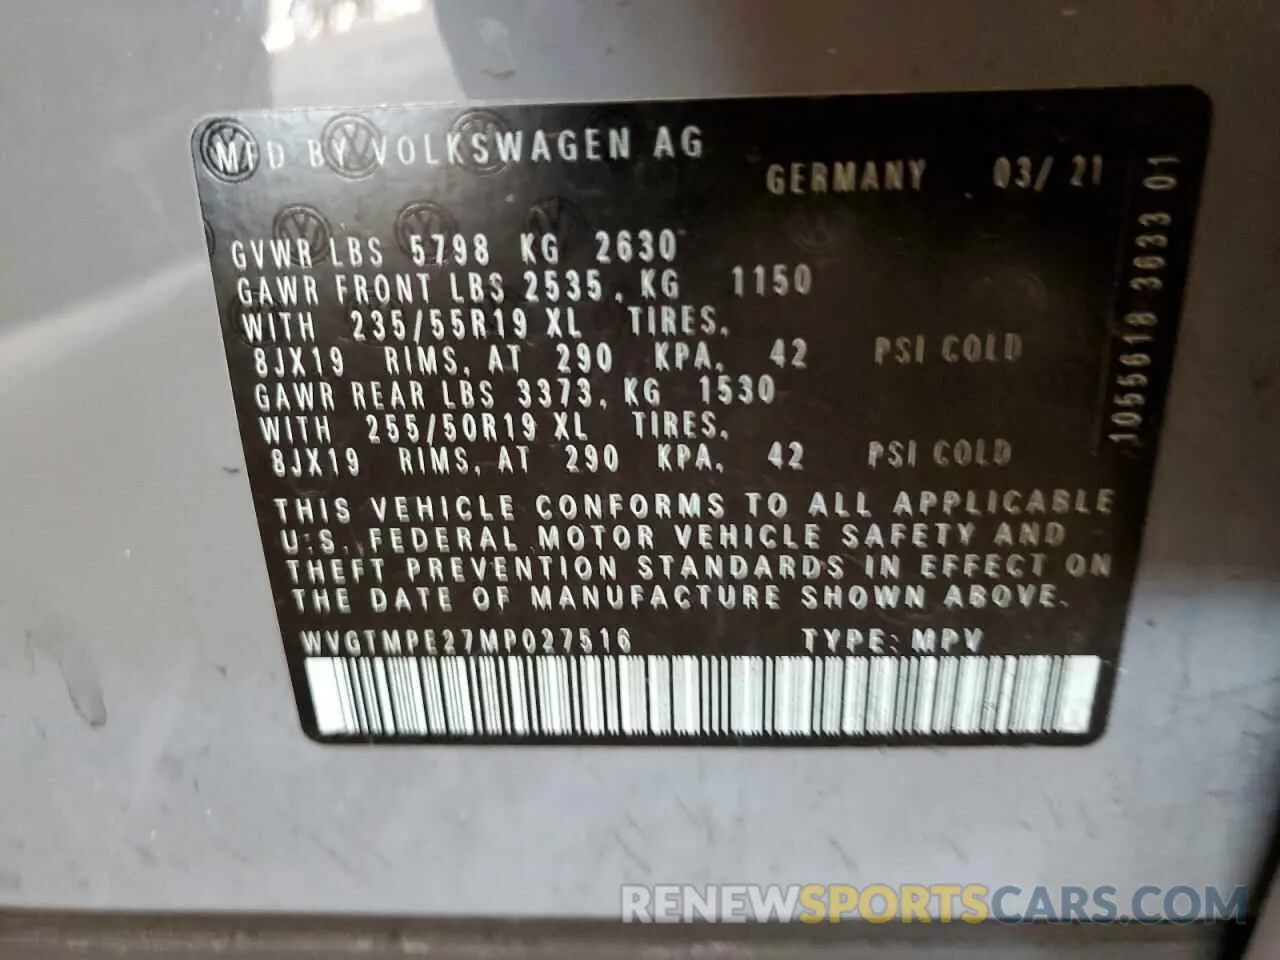 MFD BY VOLKSWAGEN AG
GERMANY 03/ 21
GVWR LBS 5798 KG 2630
GAWR FRONT LBS 2535, KG 1150
WITH 235/55R19 XL TIRES,
8JX19 RIMS, AT 290 KPA, 42 PSI COLD
GAWR REAR LBS 3373, KG 1530
WITH 255/50R19 XL TIRES,
8JX19 RIMS, AT 290 KPA, 42 PSI COLD
THIS VEHICLE CONFORMS TO ALL APPLICABLE
U.S. FEDERAL MOTOR VEHICLE SAFETY AND
THEFT PREVENTION STANDARDS IN EFFECT ON
THE DATE OF MANUFACTURE SHOWN ABOVE.
WVGTMPE27MP027516 TYPE: MPV
1055618 3633 01
RENEWSPORTSCARS.COM